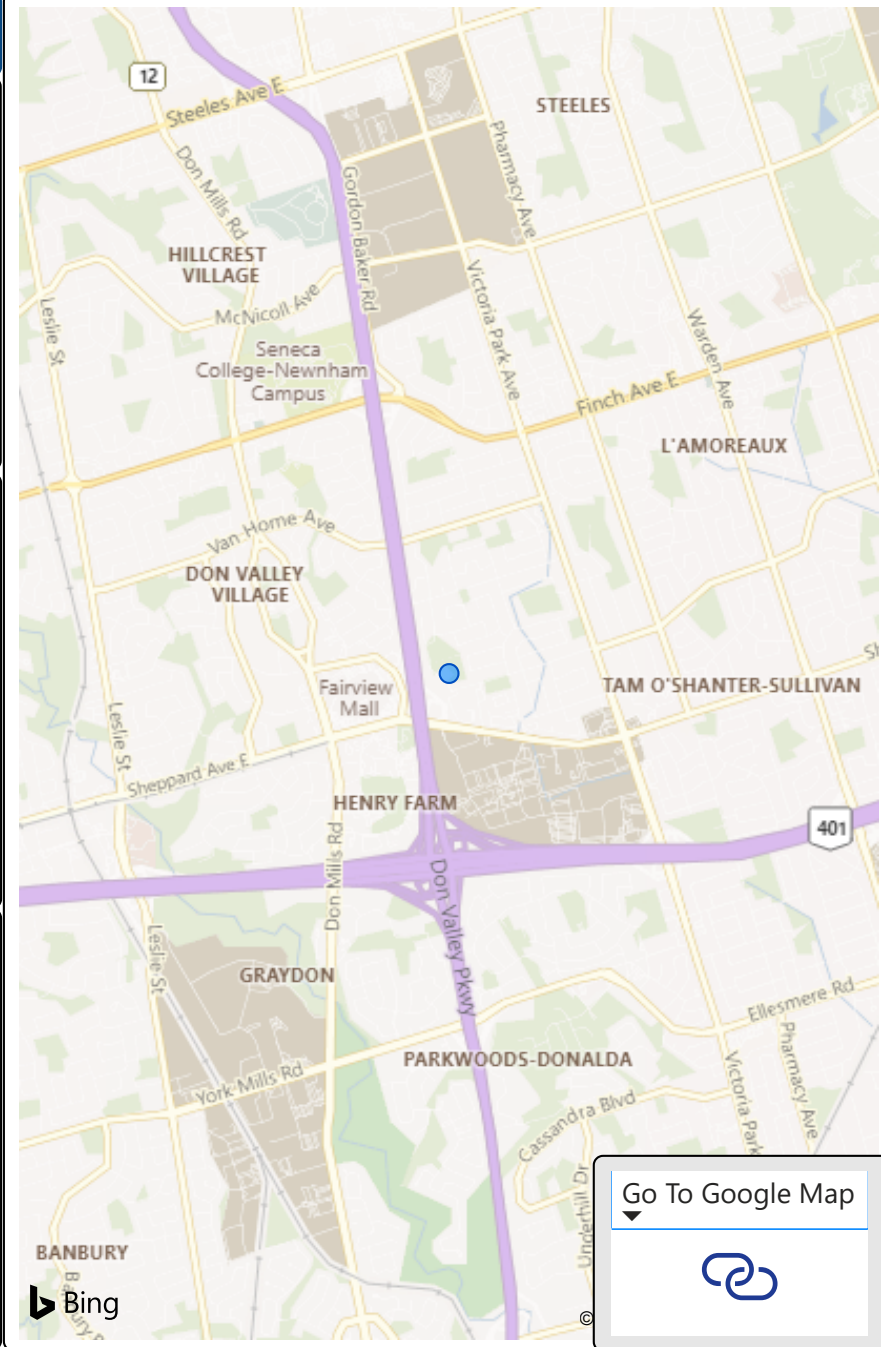 12
Steeles Ave E
STEELES
Don Mills Rd
Pharmacy Ave
Gordon Baker Rd
HILLCREST
VILLAGE
Leslie St
McNicoll Ave
Victoria Park Ave
Warden Ave
Seneca
College-Newnham
Campus
Finch Ave E
L'AMOREAUX
Van Horne Ave
DON VALLEY
VILLAGE
Fairview
Mall
TAM O'SHANTER-SULLIVAN
Leslie St
Sheppard Ave E
HENRY FARM
401
Don Mills Rd
Don Valley Pkwy
Leslie St
GRAYDON
Ellesmere Rd
PARKWOODS-DONALDA
York Mills Rd
Victoria Park
Pharmacy Ave
Cassandra Blvd
Underhill Dr
Go To Google Map
BANBURY
Bing
©